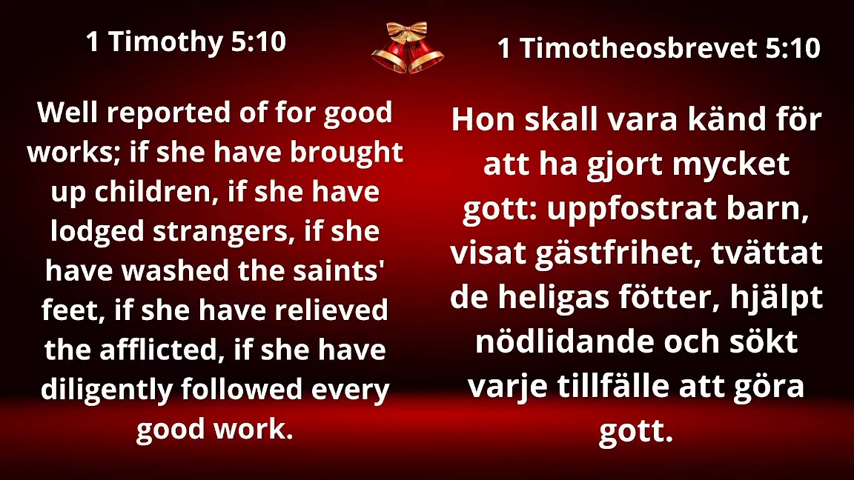 1 Timothy 5:10
Well reported of for good
works; if she have brought
up children, if she have
lodged strangers, if she
have washed the saints'
feet, if she have relieved
the afflicted, if she have
diligently followed every
good work.
1 Timotheosbrevet 5:10
Hon skall vara känd för
att ha gjort mycket
gott: uppfostrat barn,
visat gästfrihet, tvättat
de heligas fötter, hjälpt
nödlidande och sökt
varje tillfälle att göra
gott.